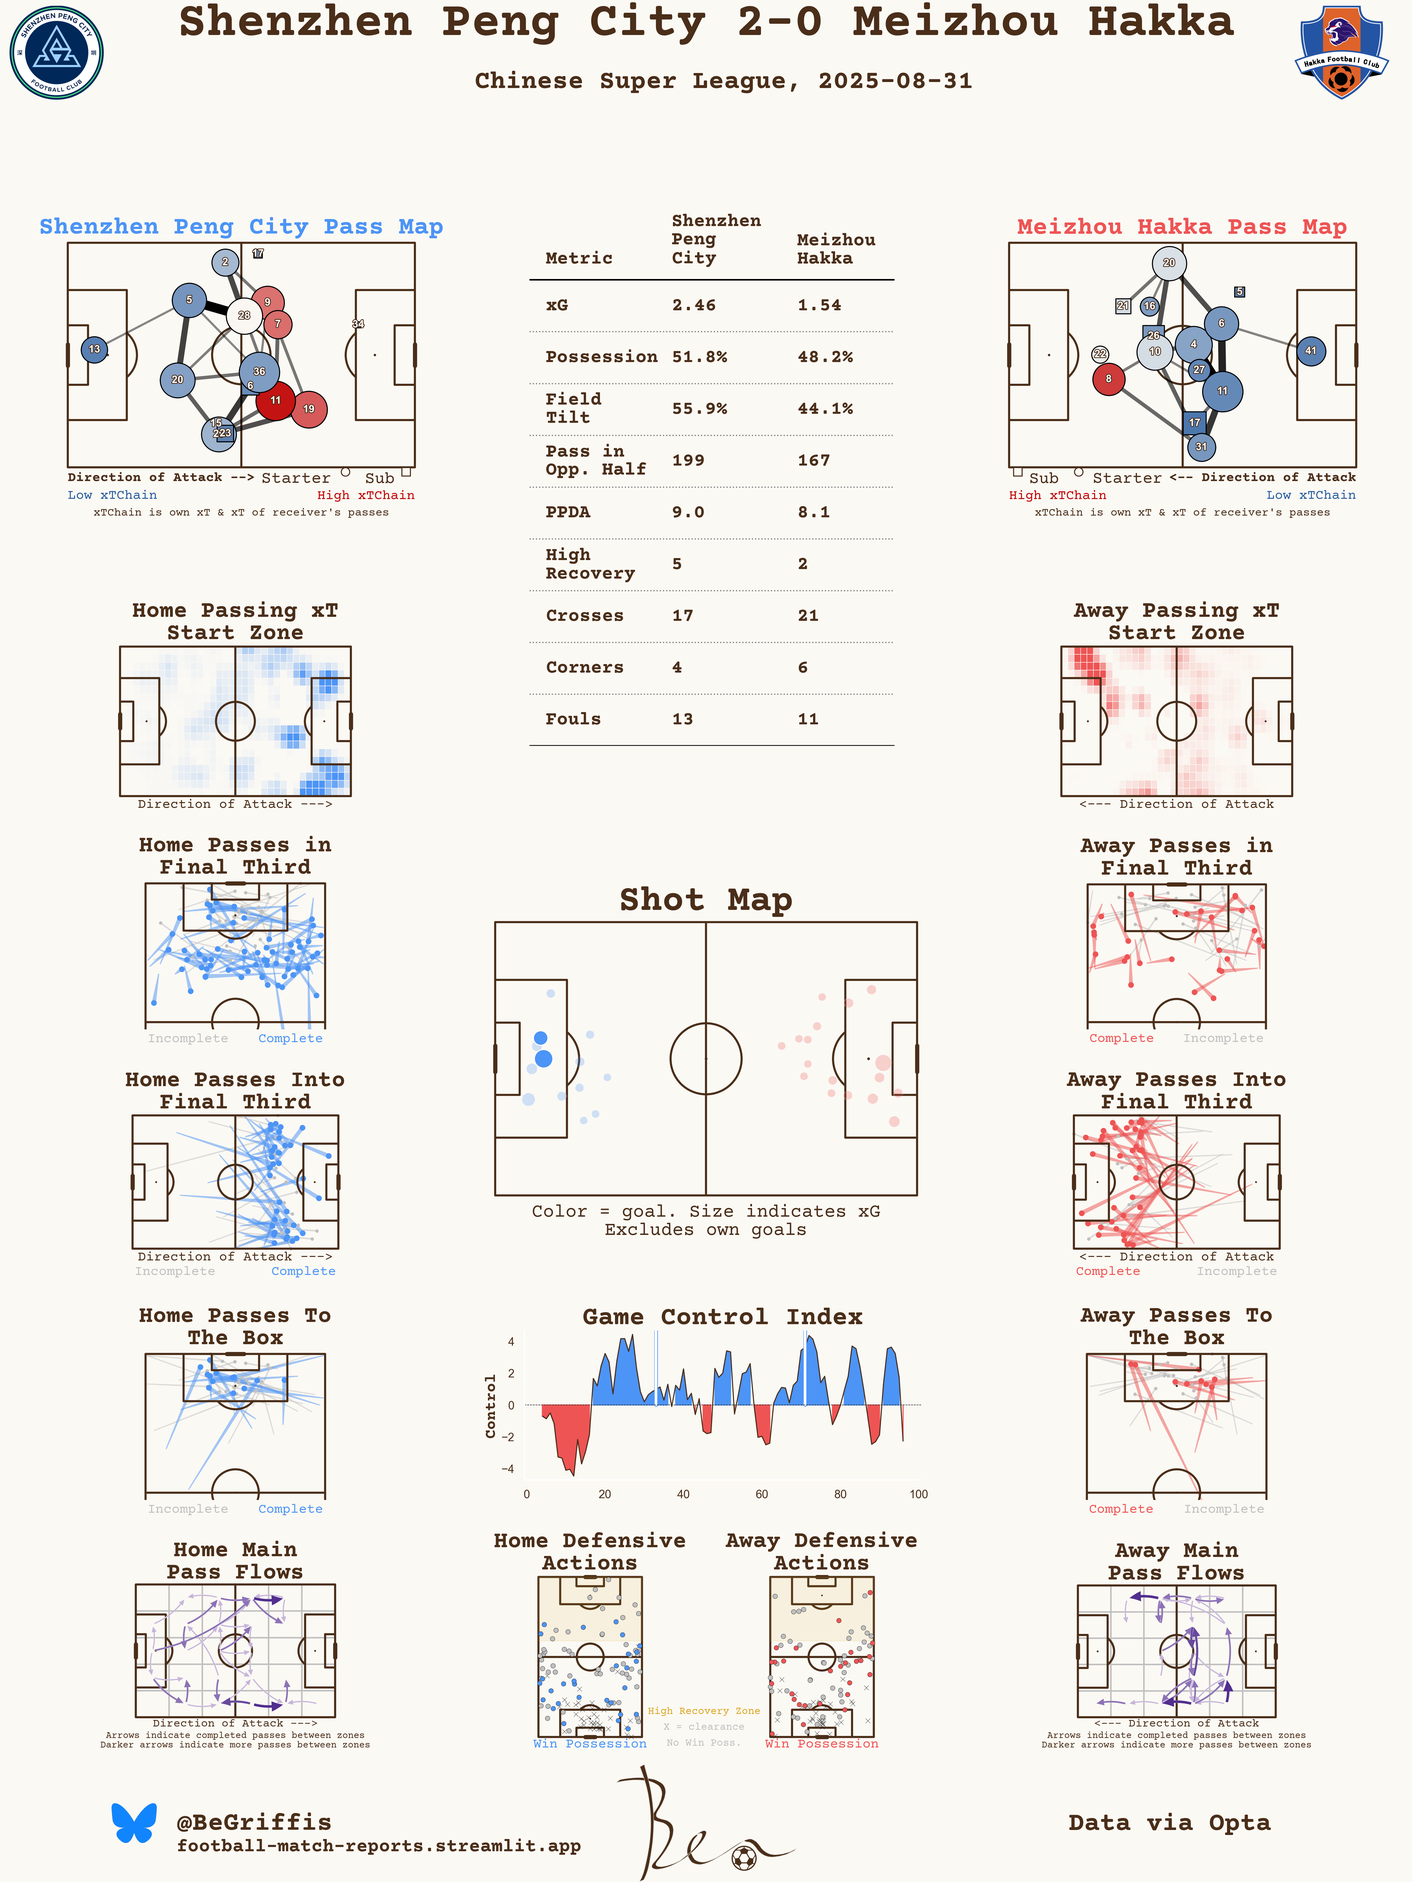 Shenzhen Peng City 2-0 Meizhou Hakka
Chinese Super League, 2025-08-31
SHENZHEN PENG CITY
FOOTBALL CLUB
Hakka Football Club
Shenzhen Peng City Pass Map
2
17
5
9
28
7
34
13
20
36
6
11
19
15
23
Direction of Attack --> Starter Sub
Low xTChain High xTChain
xTChain is own xT & xT of receiver's passes
Metric Shenzhen Peng City Meizhou Hakka
xG 2.46 1.54
Possession 51.8% 48.2%
Field Tilt 55.9% 44.1%
Pass in Opp. Half 199 167
PPDA 9.0 8.1
High Recovery 5 2
Crosses 17 21
Corners 4 6
Fouls 13 11
Meizhou Hakka Pass Map
20
5
21
16
6
26
4
10
22
41
27
8
11
17
31
Sub Starter <-- Direction of Attack
High xTChain Low xTChain
xTChain is own xT & xT of receiver's passes
Home Passing xT
Start Zone
Direction of Attack --->
Away Passing xT
Start Zone
<--- Direction of Attack
Home Passes in
Final Third
Incomplete Complete
Away Passes in
Final Third
Complete Incomplete
Shot Map
Color = goal. Size indicates xG
Excludes own goals
Home Passes Into
Final Third
Direction of Attack --->
Incomplete Complete
Away Passes Into
Final Third
<--- Direction of Attack
Complete Incomplete
Home Passes To
The Box
Incomplete Complete
Game Control Index
Control
4
2
0
−2
−4
0 20 40 60 80 100
Away Passes To
The Box
Complete Incomplete
Home Main
Pass Flows
Direction of Attack --->
Arrows indicate completed passes between zones
Darker arrows indicate more passes between zones
Home Defensive
Actions
Win Possession
High Recovery Zone
X = clearance
No Win Poss.
Away Defensive
Actions
Win Possession
Away Main
Pass Flows
<--- Direction of Attack
Arrows indicate completed passes between zones
Darker arrows indicate more passes between zones
@BeGriffis
football-match-reports.streamlit.app
Ben
Data via Opta